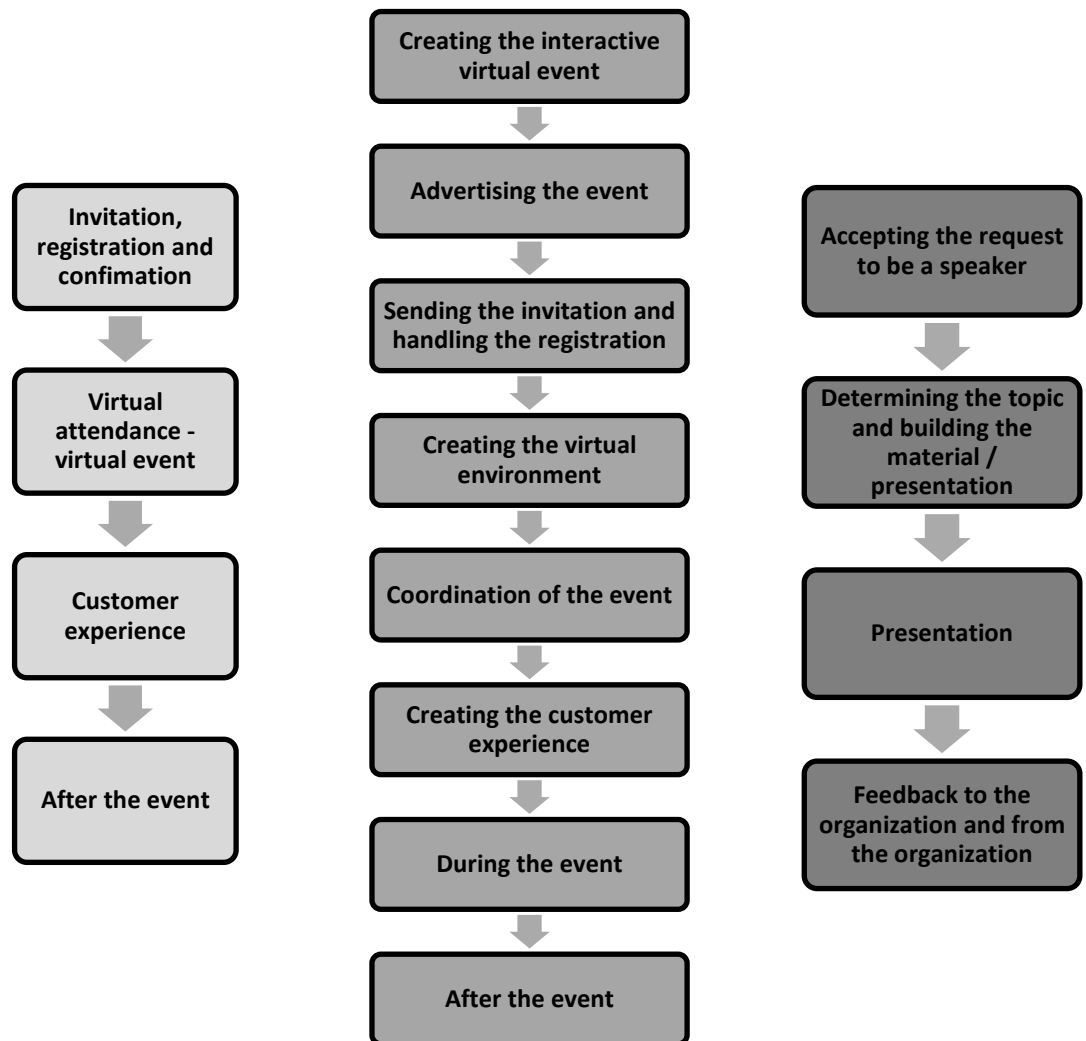 Invitation,
registration and
confimation
Virtual
attendance -
virtual event
Customer
experience
After the event
Creating the interactive
virtual event
Advertising the event
Sending the invitation and
handling the registration
Creating the virtual
environment
Coordination of the event
Creating the customer
experience
During the event
After the event
Accepting the request
to be a speaker
Determining the topic
and building the
material /
presentation
Presentation
Feedback to the
organization and from
the organization